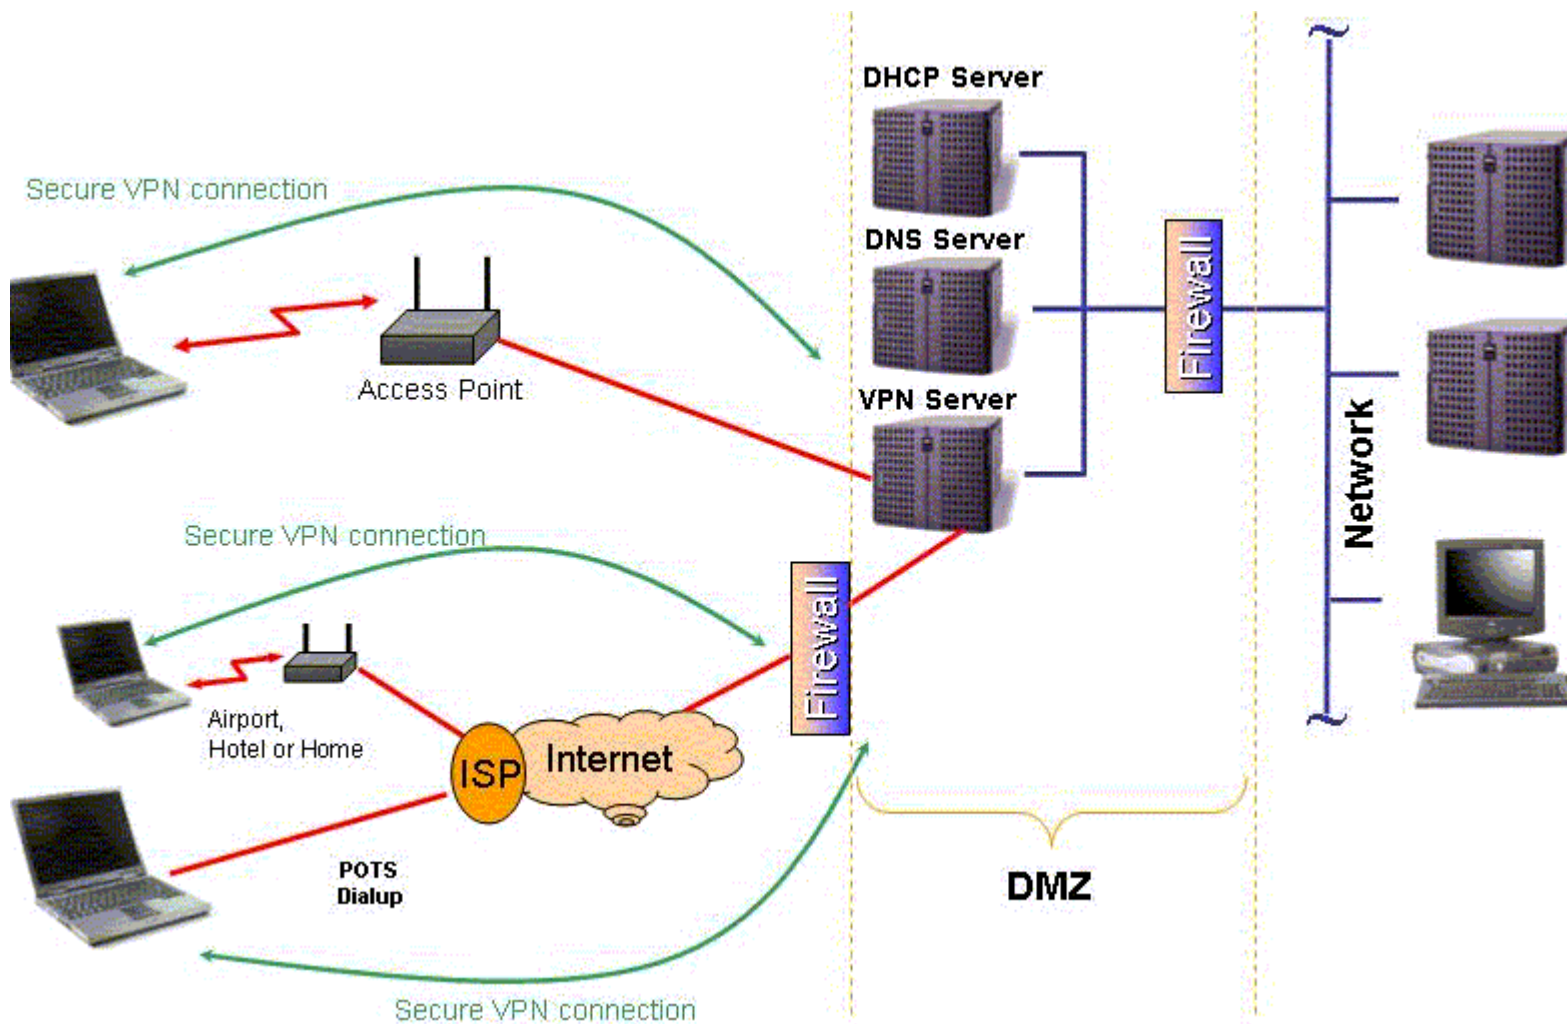 DHCP Server
Secure VPN connection
DNS Server
Firewall
Access Point
VPN Server
Network
Secure VPN connection
Firewall
Airport,
Hotel or Home
ISP
Internet
POTS
Dialup
DMZ
Secure VPN connection